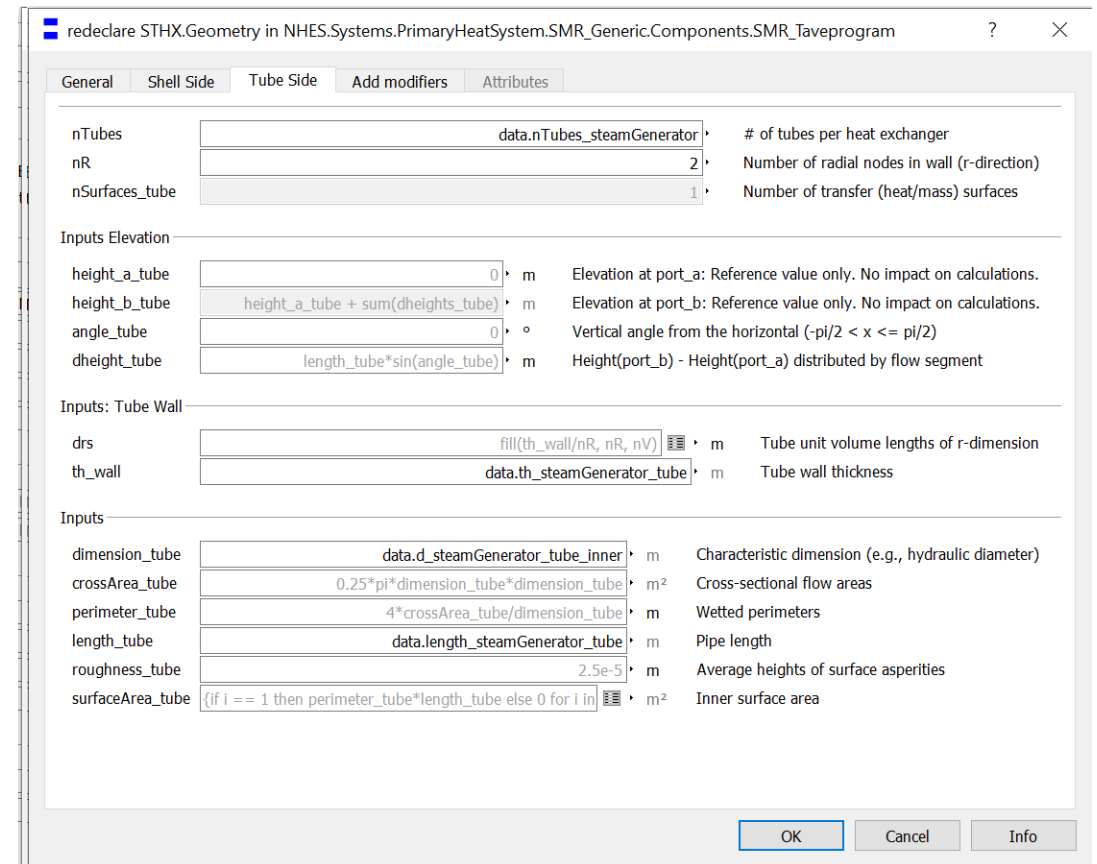 redeclare STHX.Geometry in NHES.Systems.PrimaryHeatSystem.SMR_Generic.Components.SMR_Taveprogram ?
General Shell Side Tube Side Add modifiers Attributes
nTubes data.nTubes_steamGenerator # of tubes per heat exchanger
nR 2 Number of radial nodes in wall (r-direction)
nSurfaces_tube 1 Number of transfer (heat/mass) surfaces
Inputs Elevation
height_a_tube 0 m Elevation at port_a: Reference value only. No impact on calculations.
height_b_tube height_a_tube + sum(dheights_tube) m Elevation at port_b: Reference value only. No impact on calculations.
angle_tube 0 ° Vertical angle from the horizontal (-pi/2 < x <= pi/2)
dheight_tube length_tube*sin(angle_tube) m Height(port_b) - Height(port_a) distributed by flow segment
Inputs: Tube Wall
drs fill(th_wall/nR, nR, nV) m Tube unit volume lengths of r-dimension
th_wall data.th_steamGenerator_tube m Tube wall thickness
Inputs
dimension_tube data.d_steamGenerator_tube_inner m Characteristic dimension (e.g., hydraulic diameter)
crossArea_tube 0.25*pi*dimension_tube*dimension_tube m² Cross-sectional flow areas
perimeter_tube 4*crossArea_tube/dimension_tube m Wetted perimeters
length_tube data.length_steamGenerator_tube m Pipe length
roughness_tube 2.5e-5 m Average heights of surface asperities
surfaceArea_tube {if i == 1 then perimeter_tube*length_tube else 0 for i in m² Inner surface area
OK Cancel Info